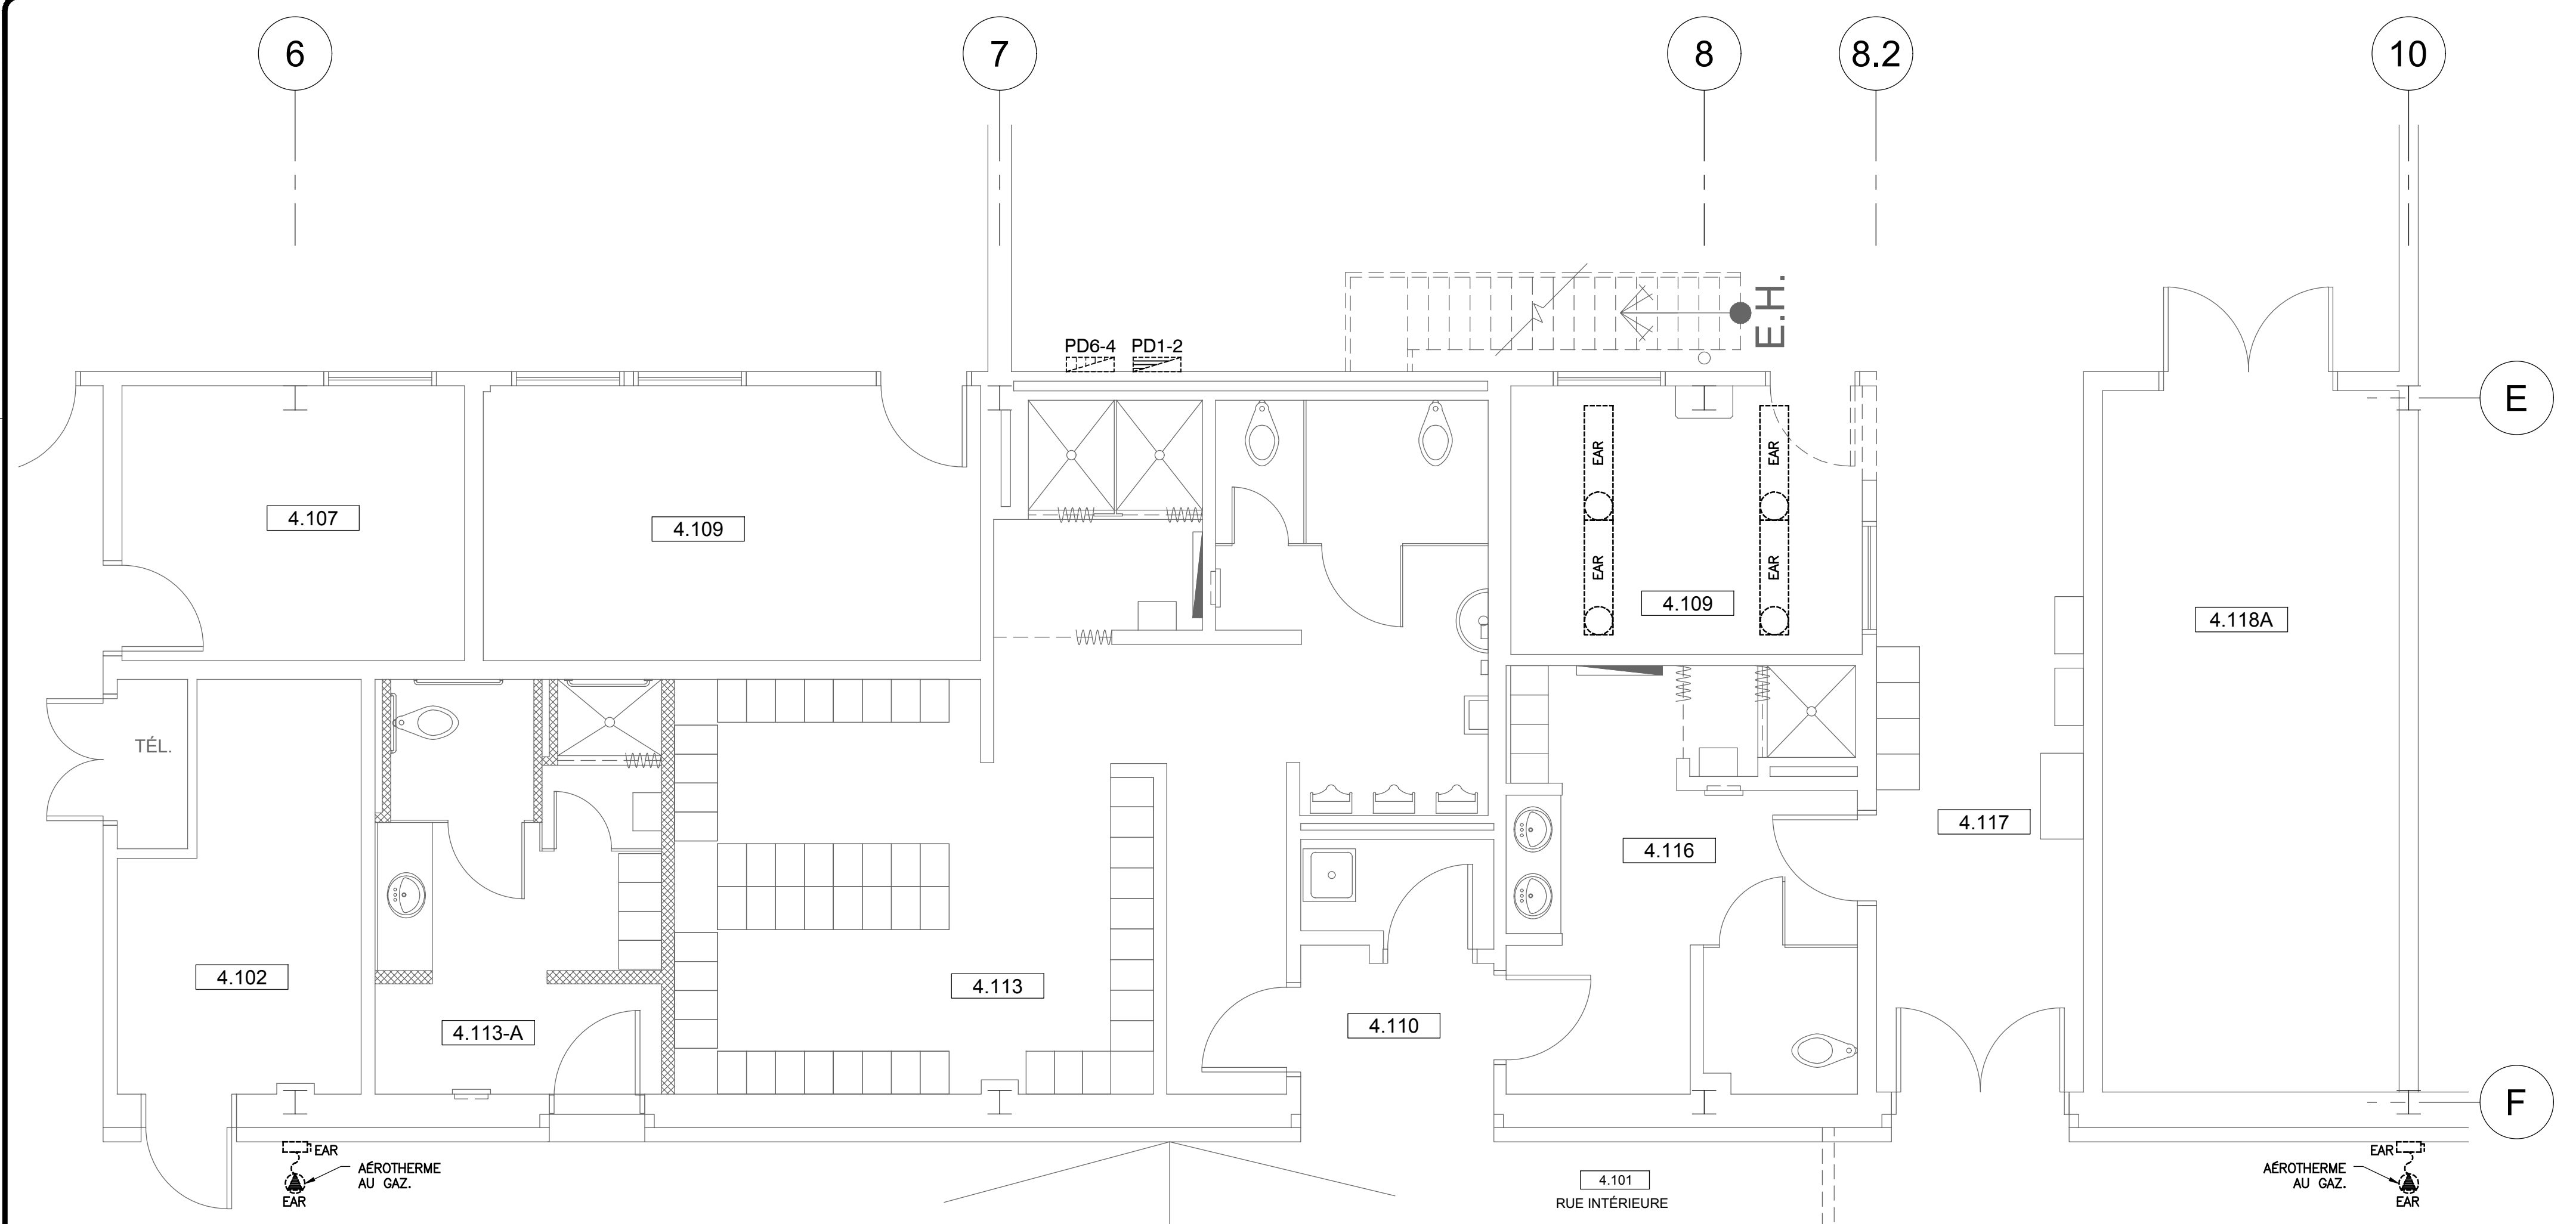 6
7
8
8.2
10
E.H.
PD6-4 PD1-2
E
EAR EAR
4.107
4.109
EAR EAR
4.109
4.118A
TÉL.
4.117
4.116
4.102
4.113
4.113-A
4.110
F
EAR
AÉROTHERME
AU GAZ.
EAR
4.101
RUE INTÉRIEURE
EAR
AÉROTHERME
AU GAZ.
EAR